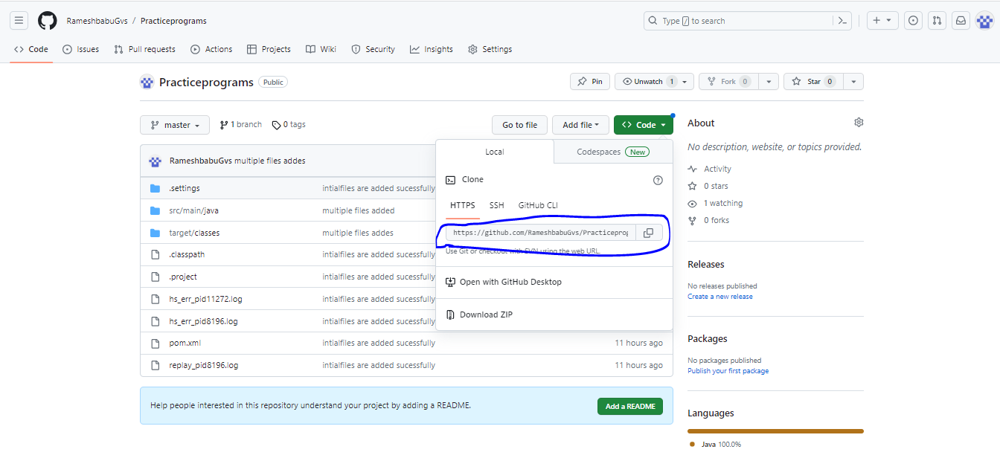 RameshbabuGvs / Practiceprograms
Type / to search
Code Issues Pull requests Actions Projects Wiki Security Insights Settings
Practiceprograms Public
Pin Unwatch 1 Fork 0 Star 0
master 1 branch 0 tags Go to file Add file Code
RameshbabuGvs multiple files addes
.settings intialfiles are added sucessfully
src/main/java multiple files added
target/classes multiple files addes
.classpath intialfiles are added sucessfully
.project intialfiles are added sucessfully
hs_err_pid11272.log intialfiles are added sucessfully
hs_err_pid8196.log intialfiles are added sucessfully
pom.xml intialfiles are added sucessfully 11 hours ago
replay_pid8196.log intialfiles are added sucessfully 11 hours ago
Local Codespaces New
Clone
HTTPS SSH GitHub CLI
https://github.com/RameshbabuGvs/Practiceprog
Use Git or checkout with SVN using the web URL.
Open with GitHub Desktop
Download ZIP
Help people interested in this repository understand your project by adding a README. Add a README
About
No description, website, or topics provided.
Activity
0 stars
1 watching
0 forks
Releases
No releases published
Create a new release
Packages
No packages published
Publish your first package
Languages
Java 100.0%